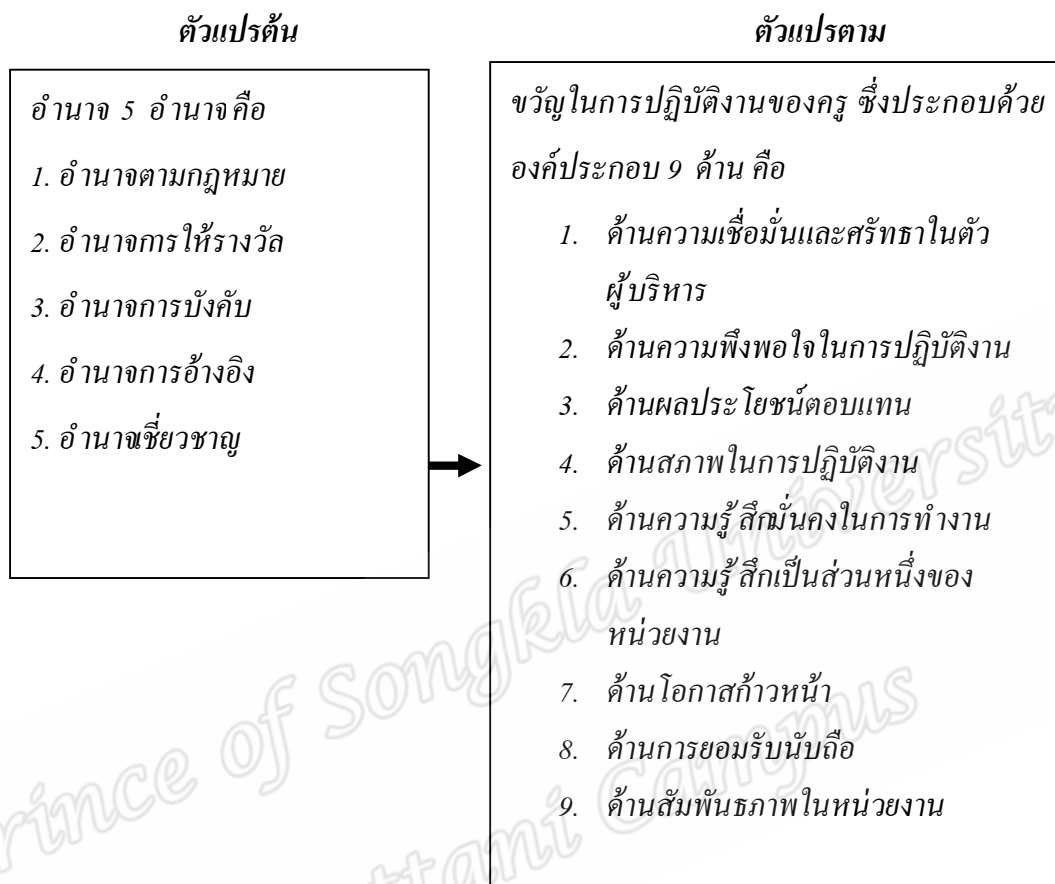 ตัวแปรต้น
ตัวแปรตาม
อำนาจ 5 อำนาจ คือ
1. อำนาจตามกฎหมาย
2. อำนาจการให้รางวัล
3. อำนาจการบังคับ
4. อำนาจการอ้างอิง
5. อำนาจเชี่ยวชาญ
ขวัญในการปฏิบัติงานของครู ซึ่งประกอบด้วย
องค์ประกอบ 9 ด้าน คือ
1. ด้านความเชื่อมั่นและศรัทธาในตัว
ผู้บริหาร
2. ด้านความพึงพอใจในการปฏิบัติงาน
3. ด้านผลประโยชน์ตอบแทน
4. ด้านสภาพในการปฏิบัติงาน
5. ด้านความรู้สึกมั่นคงในการทำงาน
6. ด้านความรู้สึกเป็นส่วนหนึ่งของ
หน่วยงาน
7. ด้านโอกาสก้าวหน้า
8. ด้านการยอมรับนับถือ
9. ด้านสัมพันธภาพในหน่วยงาน
rince of Songkla Universit
ttani Campus